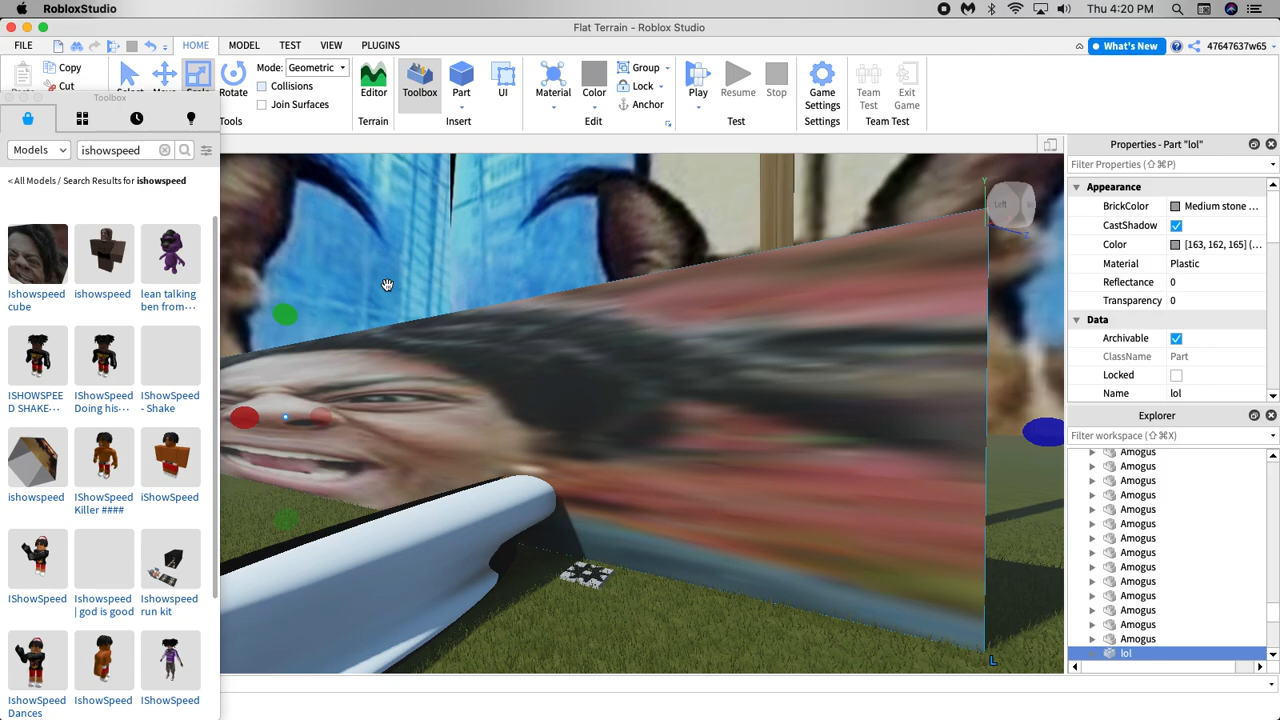 RobloxStudio
Thu 4:20 PM
Flat Terrain - Roblox Studio
FILE
HOME
MODEL
TEST
VIEW
PLUGINS
What's New
47647637w65
Copy
Cut
Rotate
Mode: Geometric
Collisions
Join Surfaces
Tools
Editor
Terrain
Toolbox
Part
UI
Insert
Material
Color
Group
Lock
Anchor
Edit
Play
Resume
Stop
Test
Game
Settings
Settings
Team
Test
Exit
Game
Team Test
Toolbox
Models
ishowspeed
< All Models / Search Results for ishowspeed
Ishowspeed
cube
ishowspeed
lean talking
ben from...
ISHOWSPEE
D SHAKE...
IShowSpeed
Doing his...
IShowSpeed
- Shake
ishowspeed
IShowSpeed
Killer ####
iShowSpeed
IShowSpeed
Ishowspeed
| god is good
Ishowspeed
run kit
IshowSpeed
Dances
IshowSpeed
IShowSpeed
Left
Y
Z
L
Properties - Part "lol"
Filter Properties (⇧⌘P)
Appearance
BrickColor
Medium stone ...
CastShadow
Color
[163, 162, 165] (...
Material
Plastic
Reflectance
0
Transparency
0
Data
Archivable
ClassName
Part
Locked
Name
lol
Explorer
Filter workspace (⇧⌘X)
Amogus
Amogus
Amogus
Amogus
Amogus
Amogus
Amogus
Amogus
Amogus
Amogus
Amogus
Amogus
Amogus
Amogus
lol